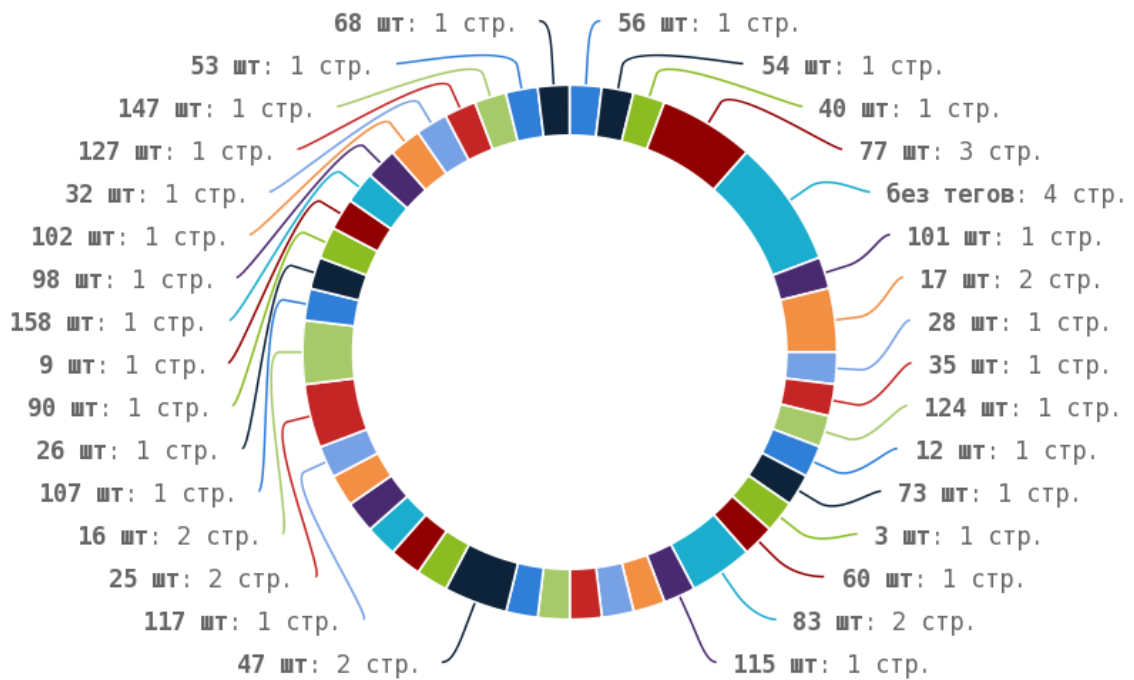 68 шт: 1 стр.
56 шт: 1 стр.
53 шт: 1 стр.
54 шт: 1 стр.
147 шт: 1 стр.
40 шт: 1 стр.
127 шт: 1 стр.
77 шт: 3 стр.
32 шт: 1 стр.
без тегов: 4 стр.
102 шт: 1 стр.
101 шт: 1 стр.
98 шт: 1 стр.
17 шт: 2 стр.
158 шт: 1 стр.
28 шт: 1 стр.
9 шт: 1 стр.
35 шт: 1 стр.
90 шт: 1 стр.
124 шт: 1 стр.
26 шт: 1 стр.
12 шт: 1 стр.
107 шт: 1 стр.
73 шт: 1 стр.
16 шт: 2 стр.
3 шт: 1 стр.
25 шт: 2 стр.
60 шт: 1 стр.
117 шт: 1 стр.
83 шт: 2 стр.
47 шт: 2 стр.
115 шт: 1 стр.